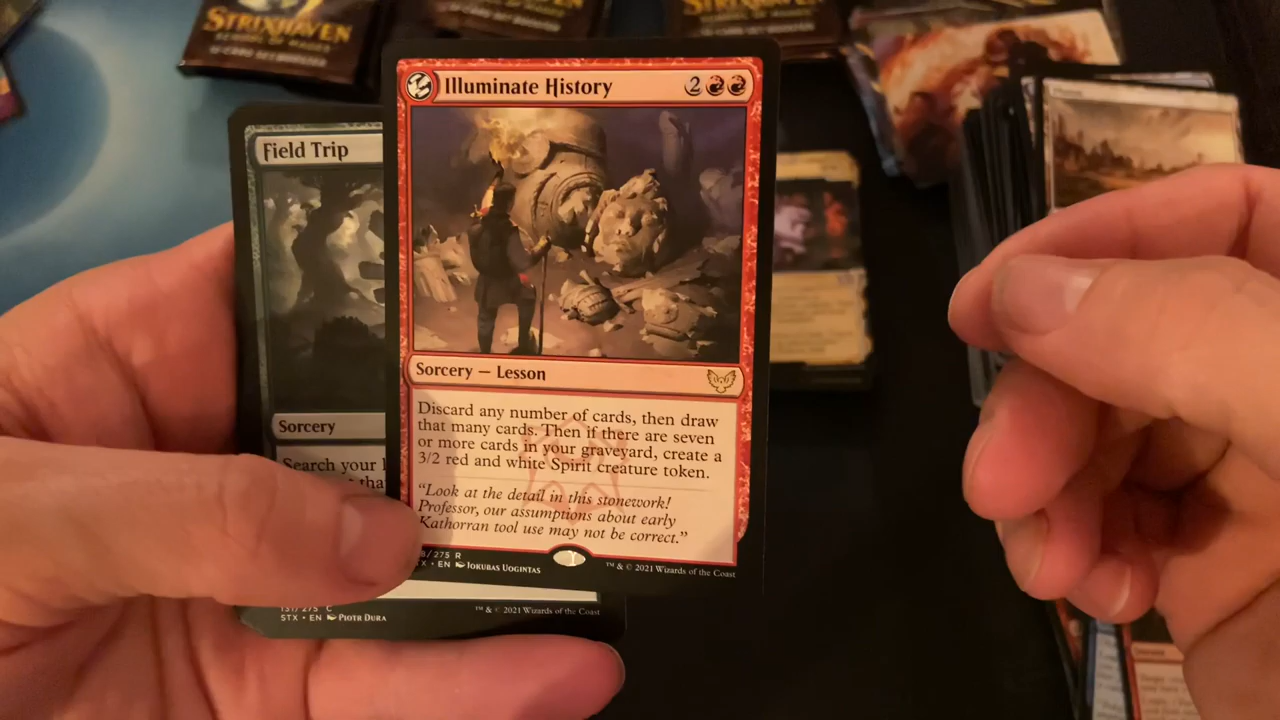 STRIXHAVEN
STRIXHAVEN
Illuminate History
2
Field Trip
Sorcery — Lesson
Sorcery
Discard any number of cards, then draw
that many cards. Then if there are seven
or more cards in your graveyard, create a
3/2 red and white Spirit creature token.
Search your
"Look at the detail in this stonework!
Professor, our assumptions about early
Kathorran tool use may not be correct."
8/275 R
EN Jokubas Uogintas
™ & © 2021 Wizards of the Coast
131/275 C
STX • EN Piotr Dura
™ & © 2021 Wizards of the Coast